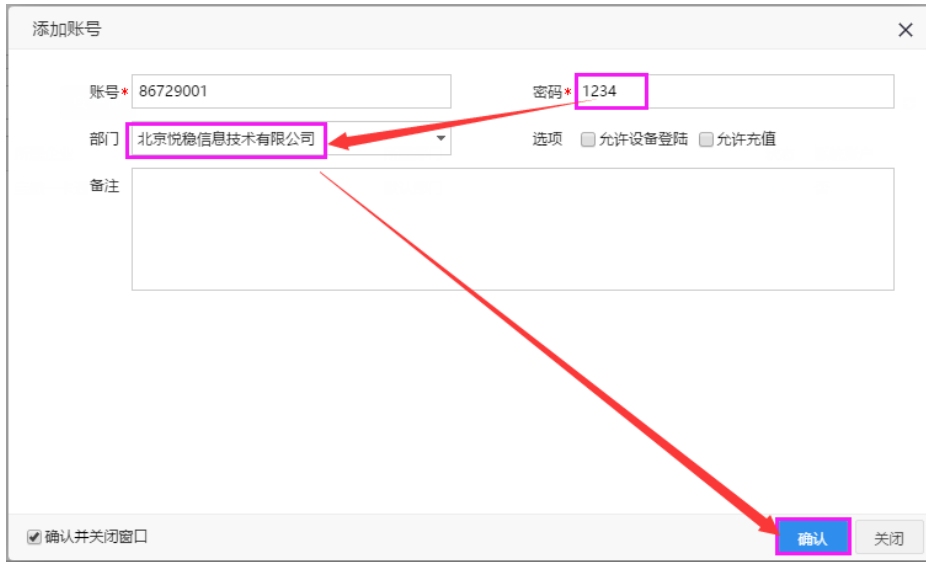 添加账号
账号* 86729001 密码* 1234
部门 北京悦稳信息技术有限公司 选项 允许设备登陆 允许充值
备注
确认并关闭窗口 确认 关闭